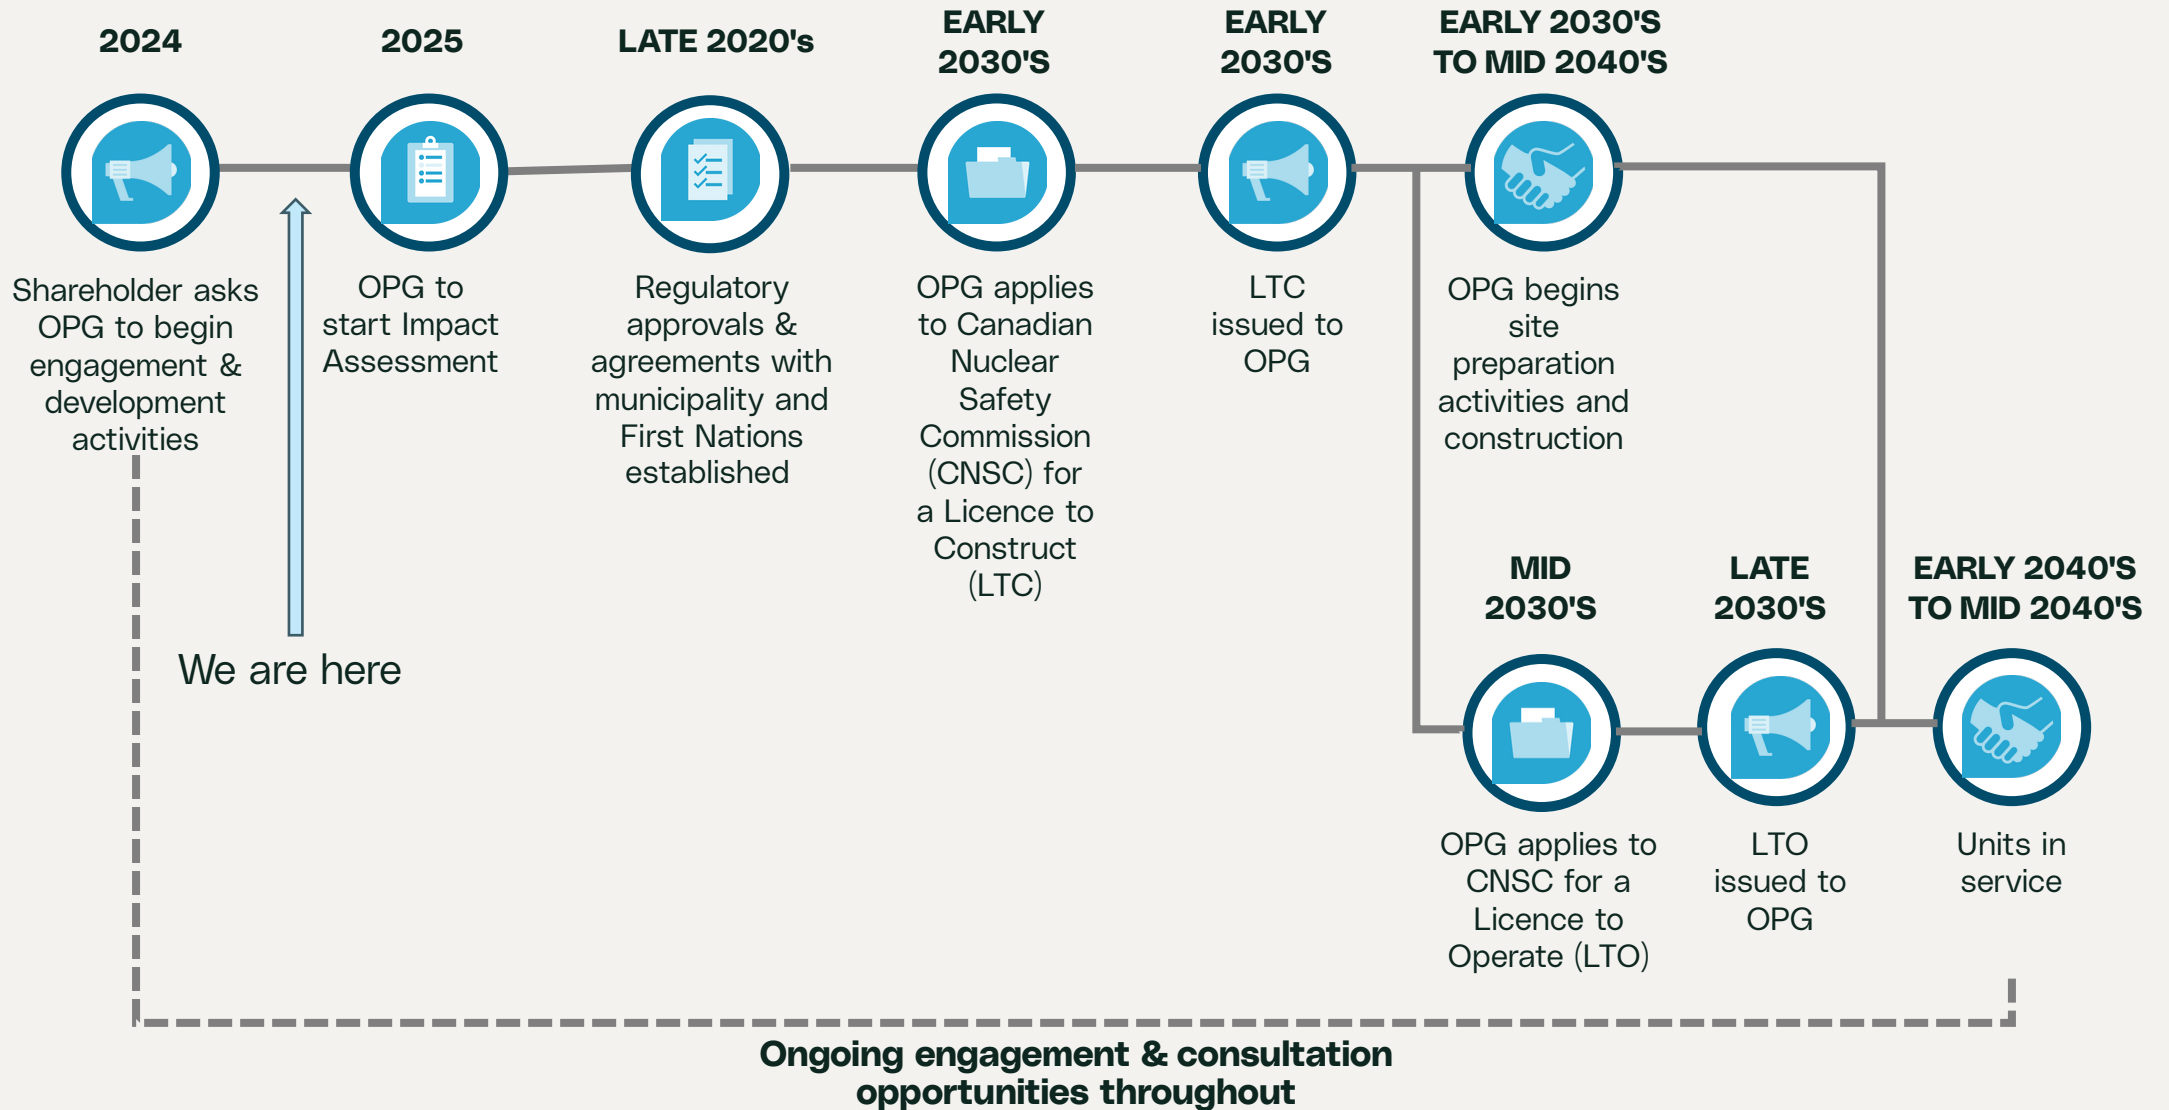 2024
Shareholder asks
OPG to begin
engagement &
development
activities
2025
OPG to
start Impact
Assessment
LATE 2020's
Regulatory
approvals &
agreements with
municipality and
First Nations
established
EARLY
2030'S
OPG applies
to Canadian
Nuclear
Safety
Commission
(CNSC) for
a Licence to
Construct
(LTC)
EARLY
2030'S
LTC
issued to
OPG
EARLY 2030'S
TO MID 2040'S
OPG begins
site
preparation
activities and
construction
We are here
MID
2030'S
OPG applies to
CNSC for a
Licence to
Operate (LTO)
LATE
2030'S
LTO
issued to
OPG
EARLY 2040'S
TO MID 2040'S
Units in
service
Ongoing engagement & consultation
opportunities throughout